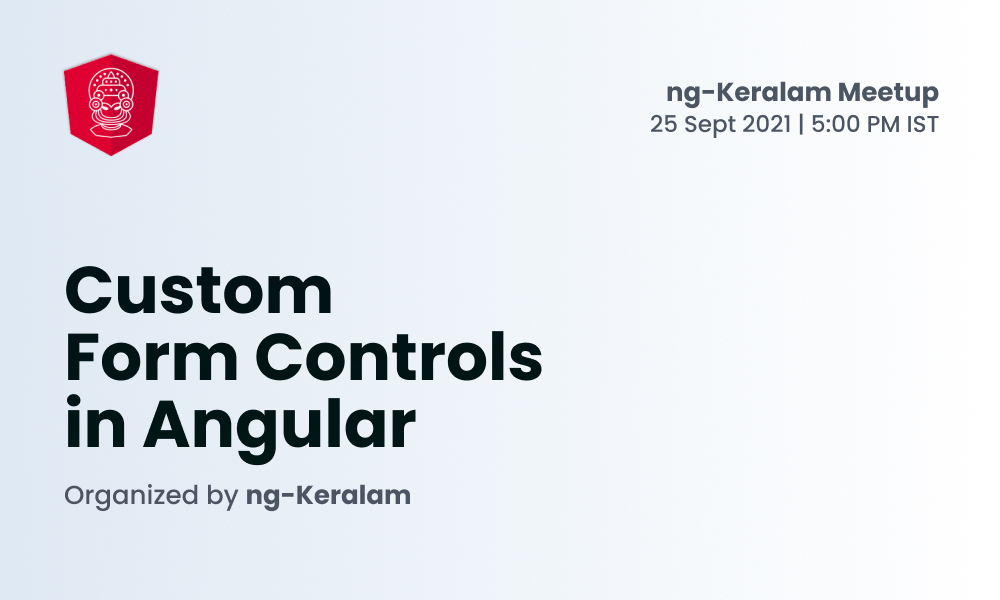 ng-Keralam Meetup
25 Sept 2021 | 5:00 PM IST
Custom
Form Controls
in Angular
Organized by ng-Keralam